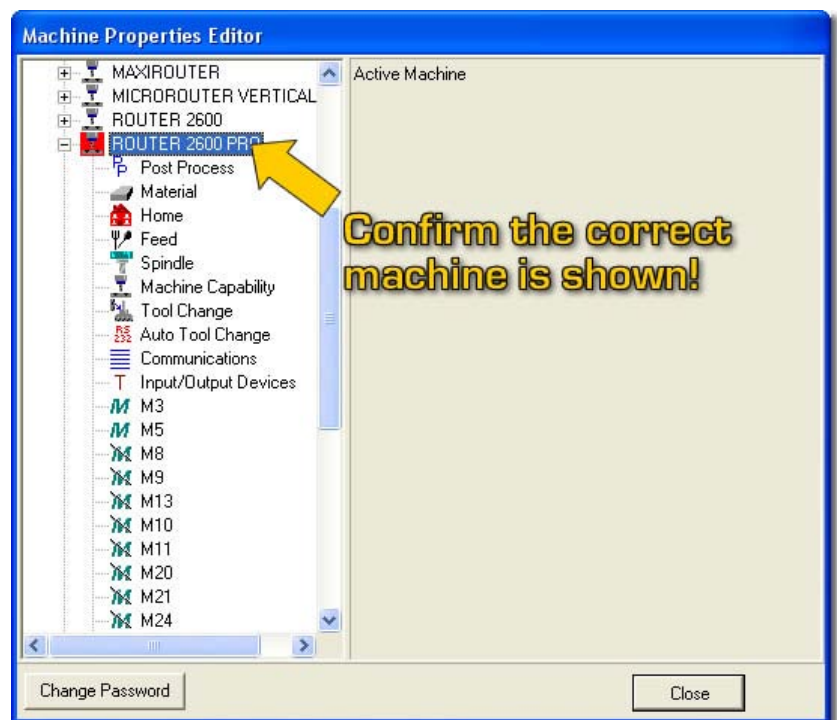 Machine Properties Editor
MAXIROUTER
MICROROUTER VERTICAL
ROUTER 2600
ROUTER 2600 PRO
Post Process
Material
Home
Feed
Spindle
Machine Capability
Tool Change
RS
232
Auto Tool Change
Communications
T
Input/Output Devices
M3
M5
M8
M9
M13
M10
M11
M20
M21
M24
Active Machine
Confirm the correct
machine is shown!
Change Password
Close